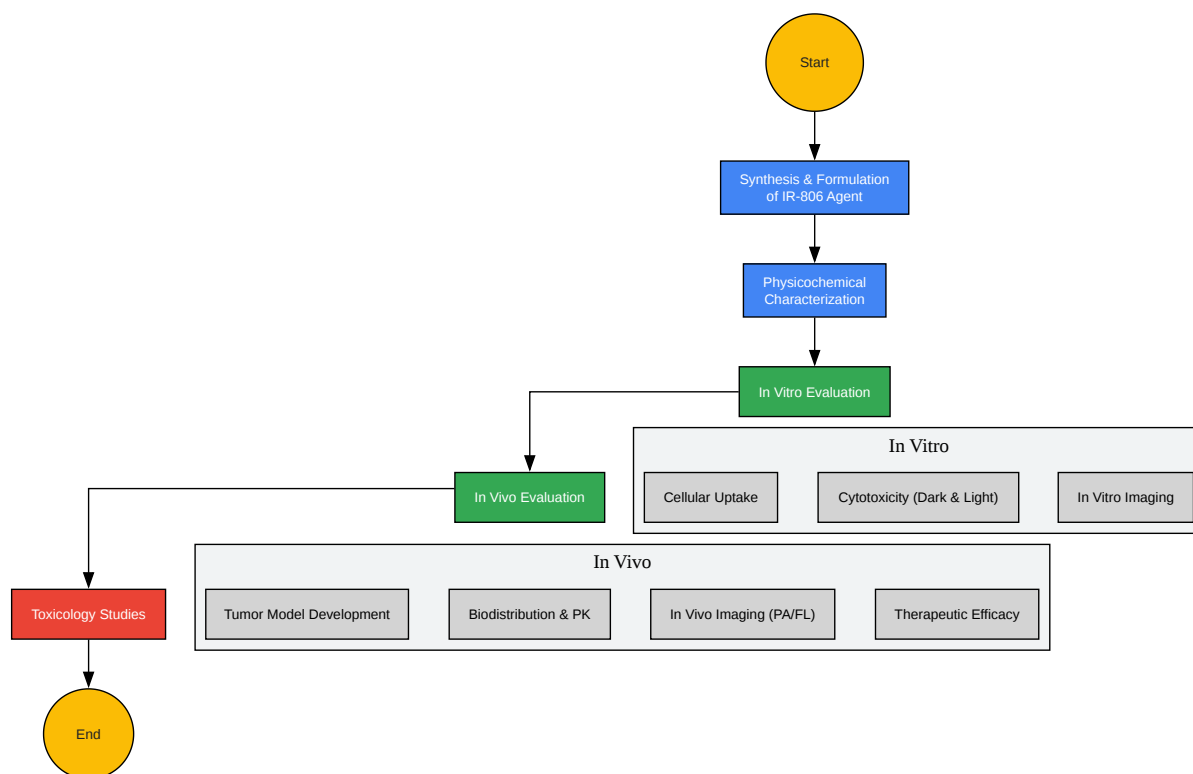 Start
Synthesis & Formulation
of IR-806 Agent
Physicochemical
Characterization
In Vitro Evaluation
In Vitro
In Vivo Evaluation
Cellular Uptake
Cytotoxicity (Dark & Light)
In Vitro Imaging
In Vivo
Toxicology Studies
Tumor Model Development
Biodistribution & PK
In Vivo Imaging (PA/FL)
Therapeutic Efficacy
End